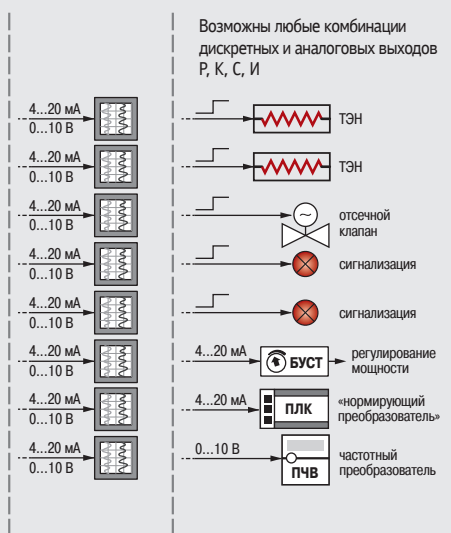 Возможны любые комбинации
дискретных и аналоговых выходов
Р, К, С, И
4...20 мА
0...10 В
ТЭН
4...20 мА
0...10 В
ТЭН
4...20 мА
0...10 В
отсечной
клапан
4...20 мА
0...10 В
сигнализация
4...20 мА
0...10 В
сигнализация
4...20 мА
0...10 В
4...20 мА
БУСТ
регулирование
мощности
4...20 мА
0...10 В
4...20 мА
ПЛК
«нормирующий
преобразователь»
4...20 мА
0...10 В
0...10 В
ПЧВ
частотный
преобразователь